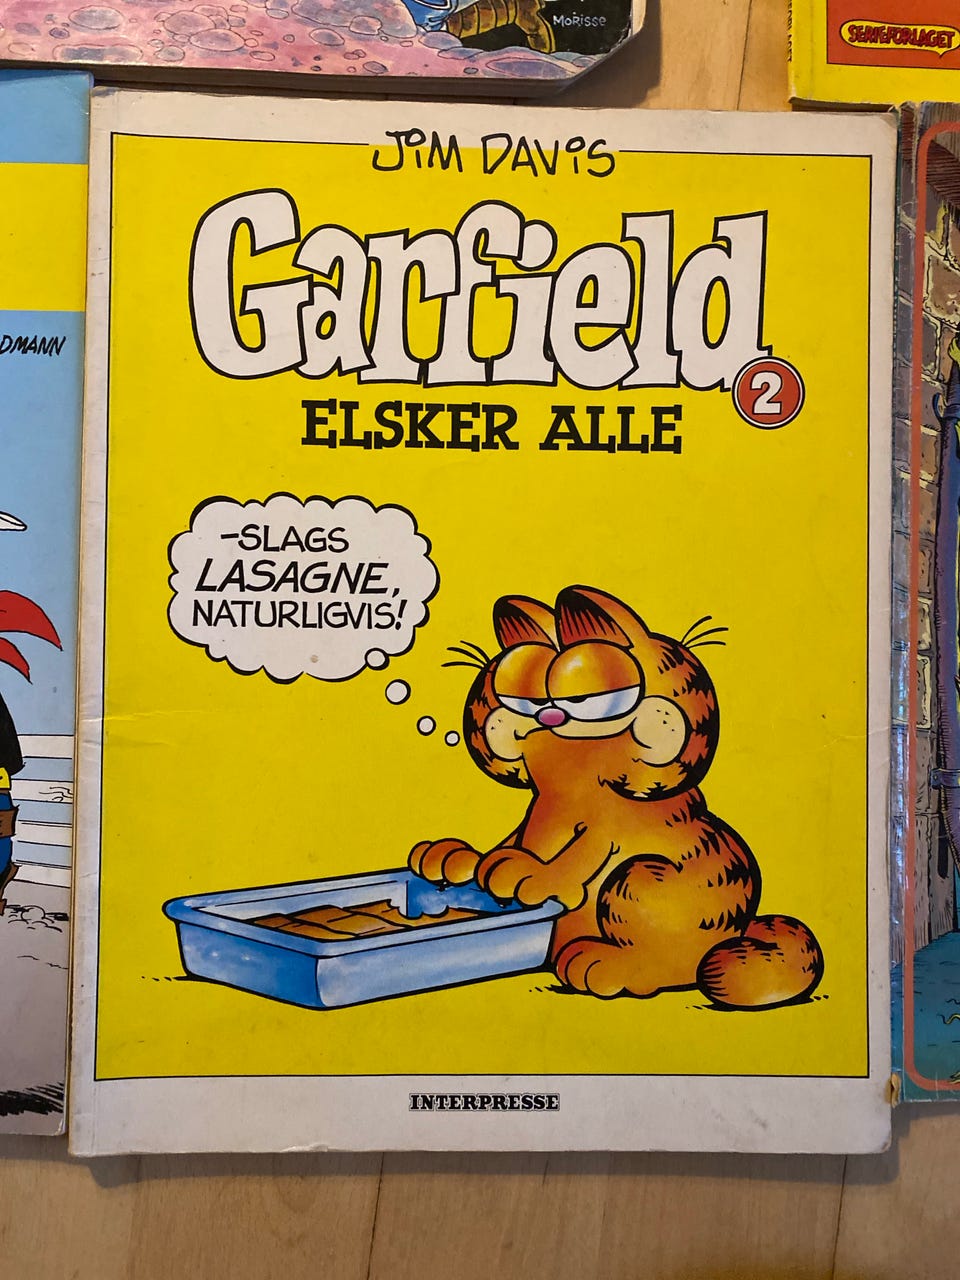 MORISSE
SERIEFORLAGET
JIM DAVIS
Garfield
2
ELSKER ALLE
DMANN
-SLAGS
LASAGNE,
NATURLIGVIS!
INTERPRESSE